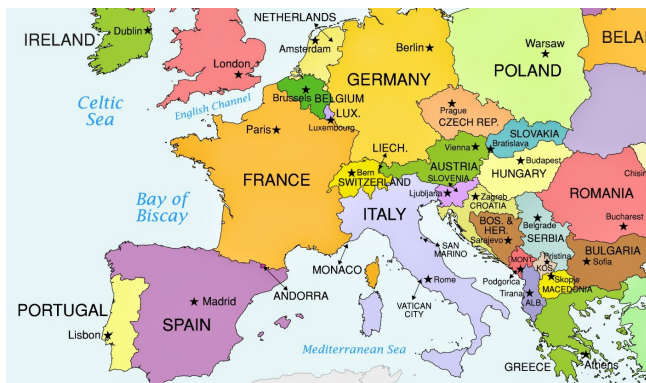 NETHERLANDS
IRELAND
Dublin
Amsterdam
Berlin
Warsaw
BELA
London
GERMANY
POLAND
Celtic
Sea
English Channel
Brussels
BELGIUM
LUX.
Luxembourg
Prague
CZECH REP.
Paris
SLOVAKIA
Bratislava
Vienna
LIECH.
AUSTRIA
Budapest
HUNGARY
Bern
SWITZERLAND
SLOVENIA
FRANCE
Ljubljana
Zagreb
CROATIA
ROMANIA
Chisin
Bay of
Biscay
ITALY
BOS. &
HER.
Sarajevo
Belgrade
SERBIA
Bucharest
SAN
MARINO
MONACO
MONT.
Pristina
KOS.
BULGARIA
Sofia
Podgorica
Skopje
MACEDONIA
Rome
Tirana
ALB.
ANDORRA
VATICAN
CITY
PORTUGAL
Madrid
SPAIN
Lisbon
Mediterranean Sea
GREECE
Athens